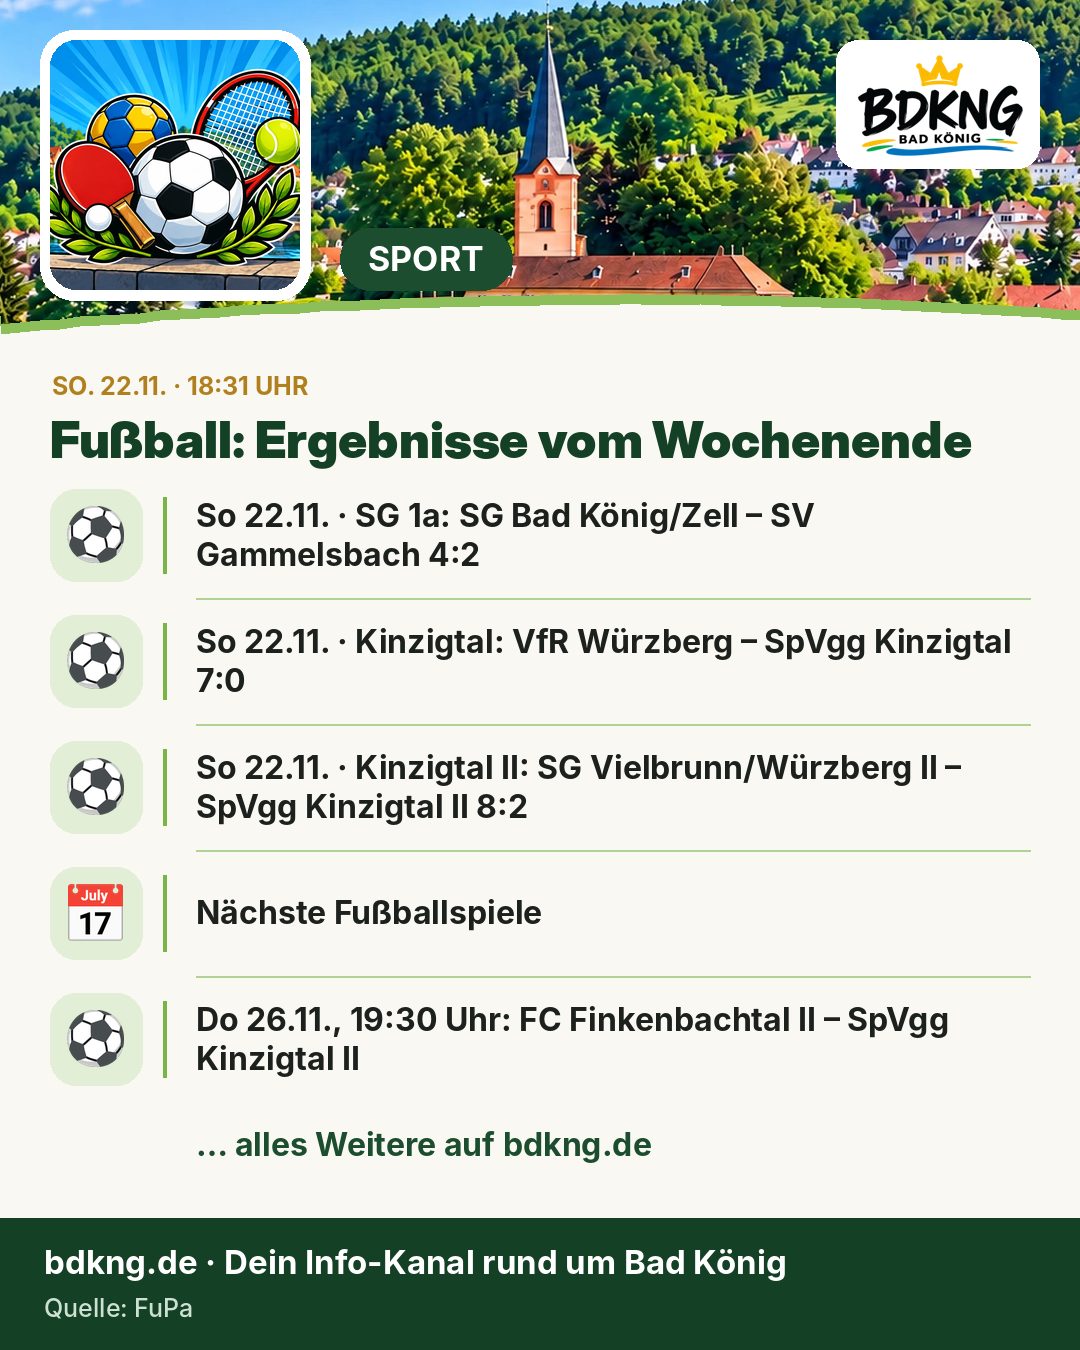 BDKNG
BAD KÖNIG
SPORT
SO. 22.11. · 18:31 UHR
Fußball: Ergebnisse vom Wochenende
So 22.11. · SG 1a: SG Bad König/Zell – SV
Gammelsbach 4:2
So 22.11. · Kinzigtal: VfR Würzberg – SpVgg Kinzigtal
7:0
So 22.11. · Kinzigtal II: SG Vielbrunn/Würzberg II –
SpVgg Kinzigtal II 8:2
July
17
Nächste Fußballspiele
Do 26.11., 19:30 Uhr: FC Finkenbachtal II – SpVgg
Kinzigtal II
... alles Weitere auf bdkng.de
bdkng.de · Dein Info-Kanal rund um Bad König
Quelle: FuPa